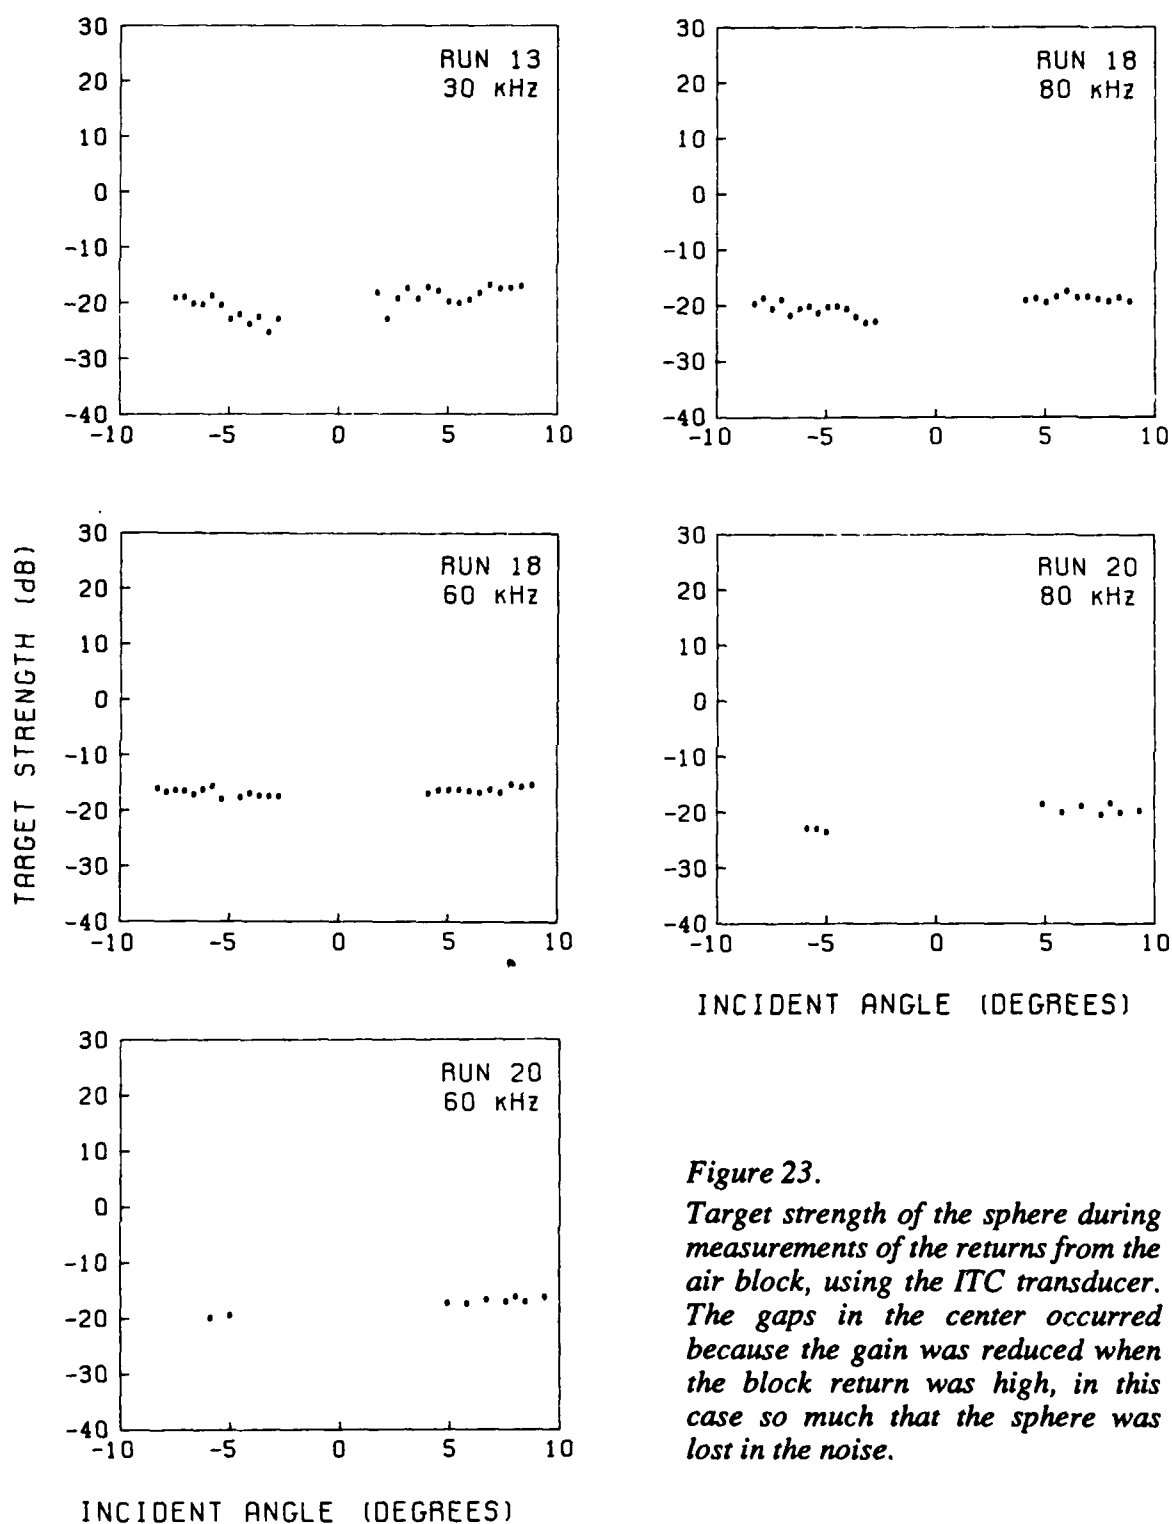 RUN 13
30 KHz
30
20
10
0
-10
-20
-30
-40
-10 -5 0 5 10
RUN 18
80 KHz
30
20
10
0
-10
-20
-30
-40
-10 -5 0 5 10
TARGET STRENGTH (dB)
RUN 18
60 KHz
30
20
10
0
-10
-20
-30
-40
-10 -5 0 5 10
RUN 20
80 KHz
30
20
10
0
-10
-20
-30
-40
-10 -5 0 5 10
INCIDENT ANGLE (DEGREES)
RUN 20
60 KHz
30
20
10
0
-10
-20
-30
-40
-10 -5 0 5 10
INCIDENT ANGLE (DEGREES)
Figure 23.
Target strength of the sphere during
measurements of the returns from the
air block, using the ITC transducer.
The gaps in the center occurred
because the gain was reduced when
the block return was high, in this
case so much that the sphere was
lost in the noise.